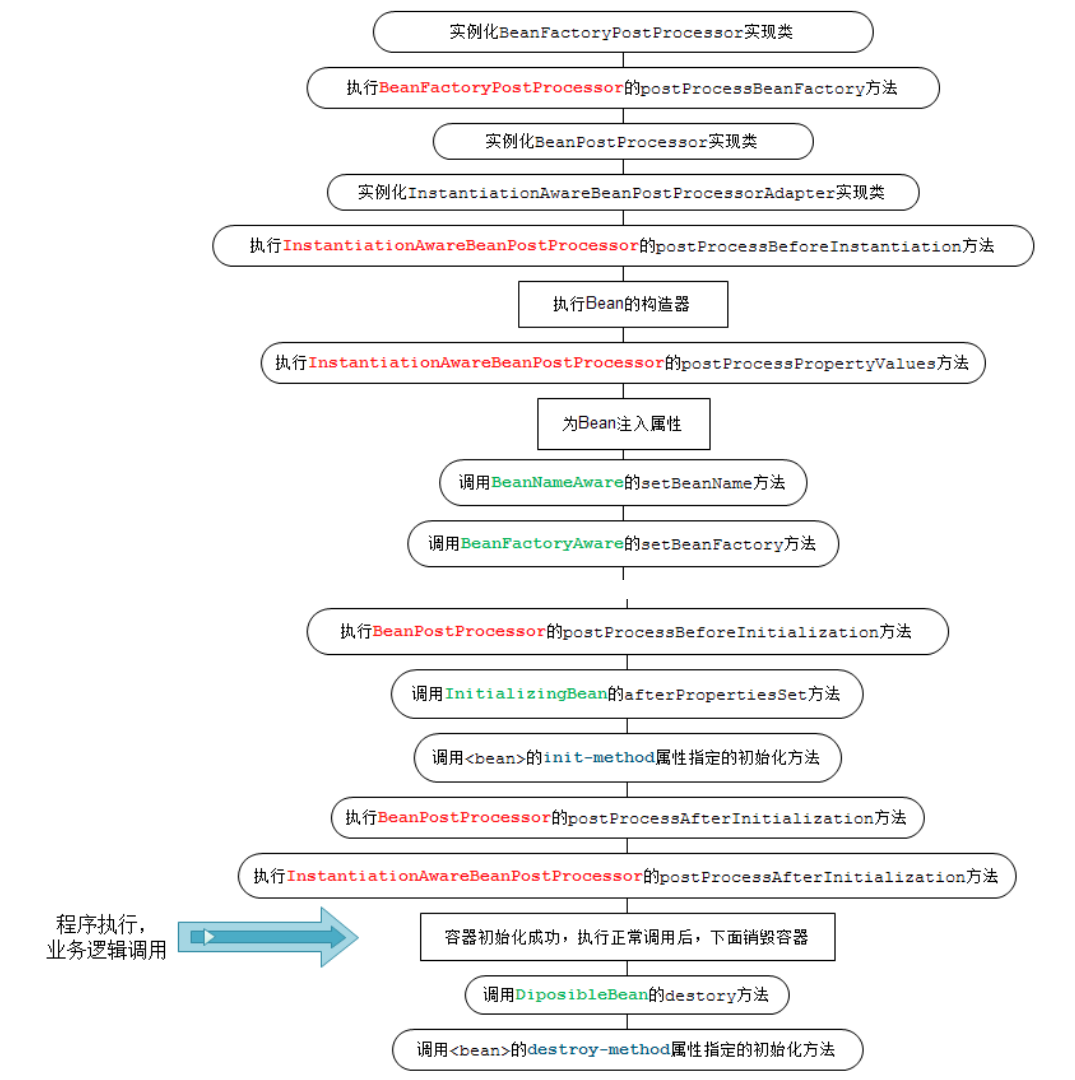 实例化BeanFactoryPostProcessor实现类
执行BeanFactoryPostProcessor的postProcessBeanFactory方法
实例化BeanPostProcessor实现类
实例化InstantiationAwareBeanPostProcessorAdapter实现类
执行InstantiationAwareBeanPostProcessor的postProcessBeforeInstantiation方法
执行Bean的构造器
执行InstantiationAwareBeanPostProcessor的postProcessPropertyValues方法
为Bean注入属性
调用BeanNameAware的setBeanName方法
调用BeanFactoryAware的setBeanFactory方法
执行BeanPostProcessor的postProcessBeforeInitialization方法
调用InitializingBean的afterPropertiesSet方法
调用<bean>的init-method属性指定的初始化方法
执行BeanPostProcessor的postProcessAfterInitialization方法
执行InstantiationAwareBeanPostProcessor的postProcessAfterInitialization方法
程序执行，
业务逻辑调用
容器初始化成功，执行正常调用后，下面销毁容器
调用DiposibleBean的destory方法
调用<bean>的destroy-method属性指定的初始化方法